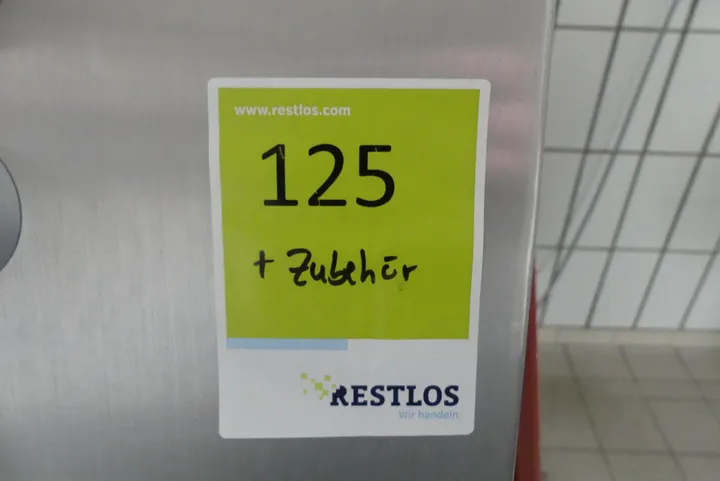 www.restlos.com
125
+ Zubehör
RESTLOS
Wir handeln